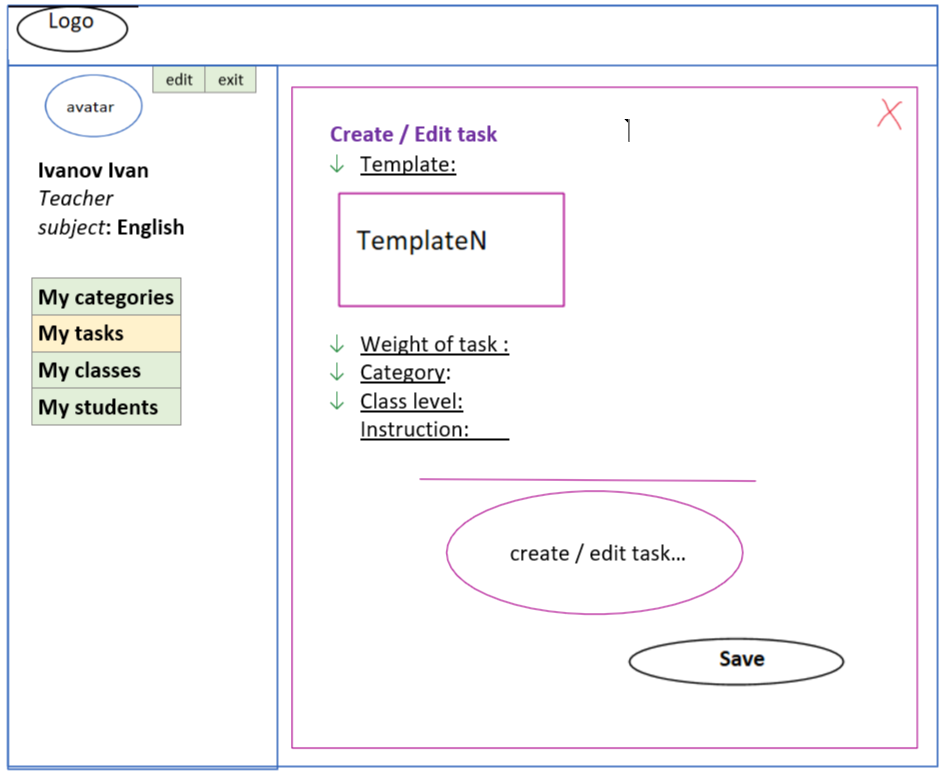 Logo
edit exit
avatar
Ivanov Ivan
Teacher
subject: English
My categories
My tasks
My classes
My students
Create / Edit task
Template:
TemplateN
Weight of task :
Category:
Class level:
Instruction:
create / edit task...
Save